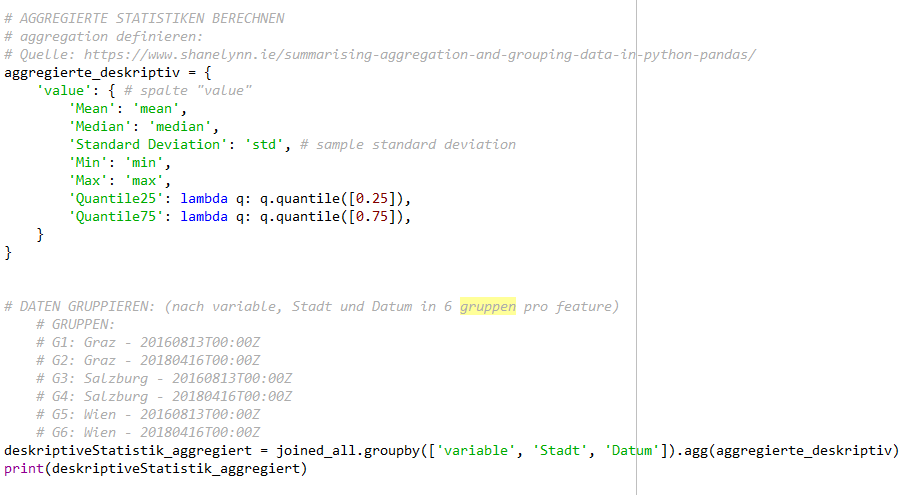 # AGGREGIERTE STATISTIKEN BERECHNEN
# aggregation definieren:
# Quelle: https://www.shanelynn.ie/summarising-aggregation-and-grouping-data-in-python-pandas/
aggregierte_deskriptiv = {
    'value': { # spalte "value"
        'Mean': 'mean',
        'Median': 'median',
        'Standard Deviation': 'std', # sample standard deviation
        'Min': 'min',
        'Max': 'max',
        'Quantile25': lambda q: q.quantile([0.25]),
        'Quantile75': lambda q: q.quantile([0.75]),
    }
}
# DATEN GRUPPIEREN: (nach variable, Stadt und Datum in 6 gruppen pro feature)
    # GRUPPEN:
    # G1: Graz - 20160813T00:00Z
    # G2: Graz - 20180416T00:00Z
    # G3: Salzburg - 20160813T00:00Z
    # G4: Salzburg - 20180416T00:00Z
    # G5: Wien - 20160813T00:00Z
    # G6: Wien - 20180416T00:00Z
deskriptiveStatistik_aggregiert = joined_all.groupby(['variable', 'Stadt', 'Datum']).agg(aggregierte_deskriptiv)
print(deskriptiveStatistik_aggregiert)